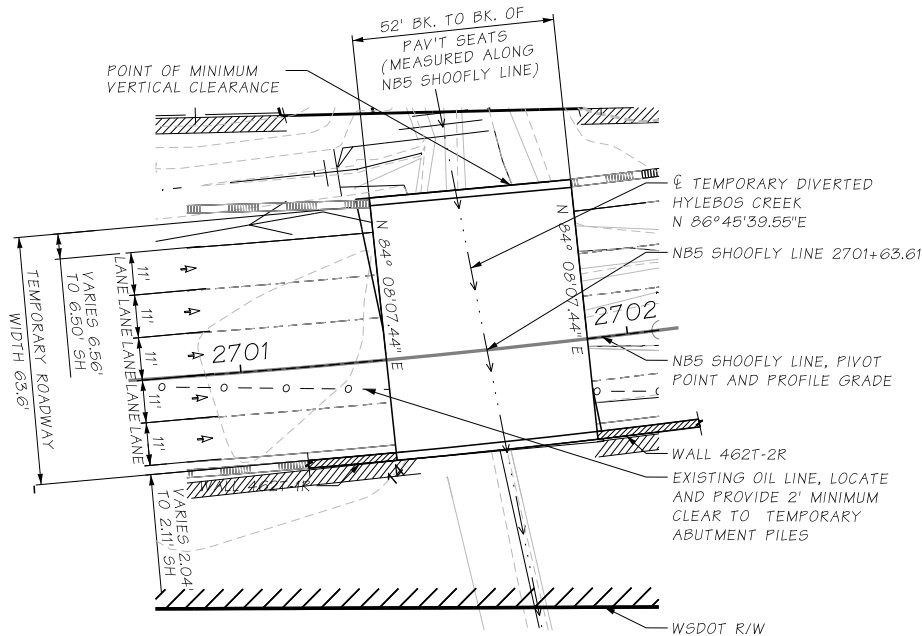 52' BK. TO BK. OF
PAV'T SEATS
(MEASURED ALONG
NB5 SHOOFLY LINE)
POINT OF MINIMUM
VERTICAL CLEARANCE
℄ TEMPORARY DIVERTED
HYLEBOS CREEK
N 86°45'39.55"E
NB5 SHOOFLY LINE 2701+63.61
N 84° 08'07.44" E
N 84° 08'07.44" E
2702
2701
NB5 SHOOFLY LINE, PIVOT
POINT AND PROFILE GRADE
TEMPORARY ROADWAY
WIDTH 63.6'
VARIES 6.56'
TO 6.50' SH
11'
LANE
11'
LANE
11'
LANE
11'
LANE
11'
LANE
WALL 462T-1R
WALL 462T-2R
EXISTING OIL LINE, LOCATE
AND PROVIDE 2' MINIMUM
CLEAR TO TEMPORARY
ABUTMENT PILES
VARIES 2.04'
TO 2.11' SH
WSDOT R/W